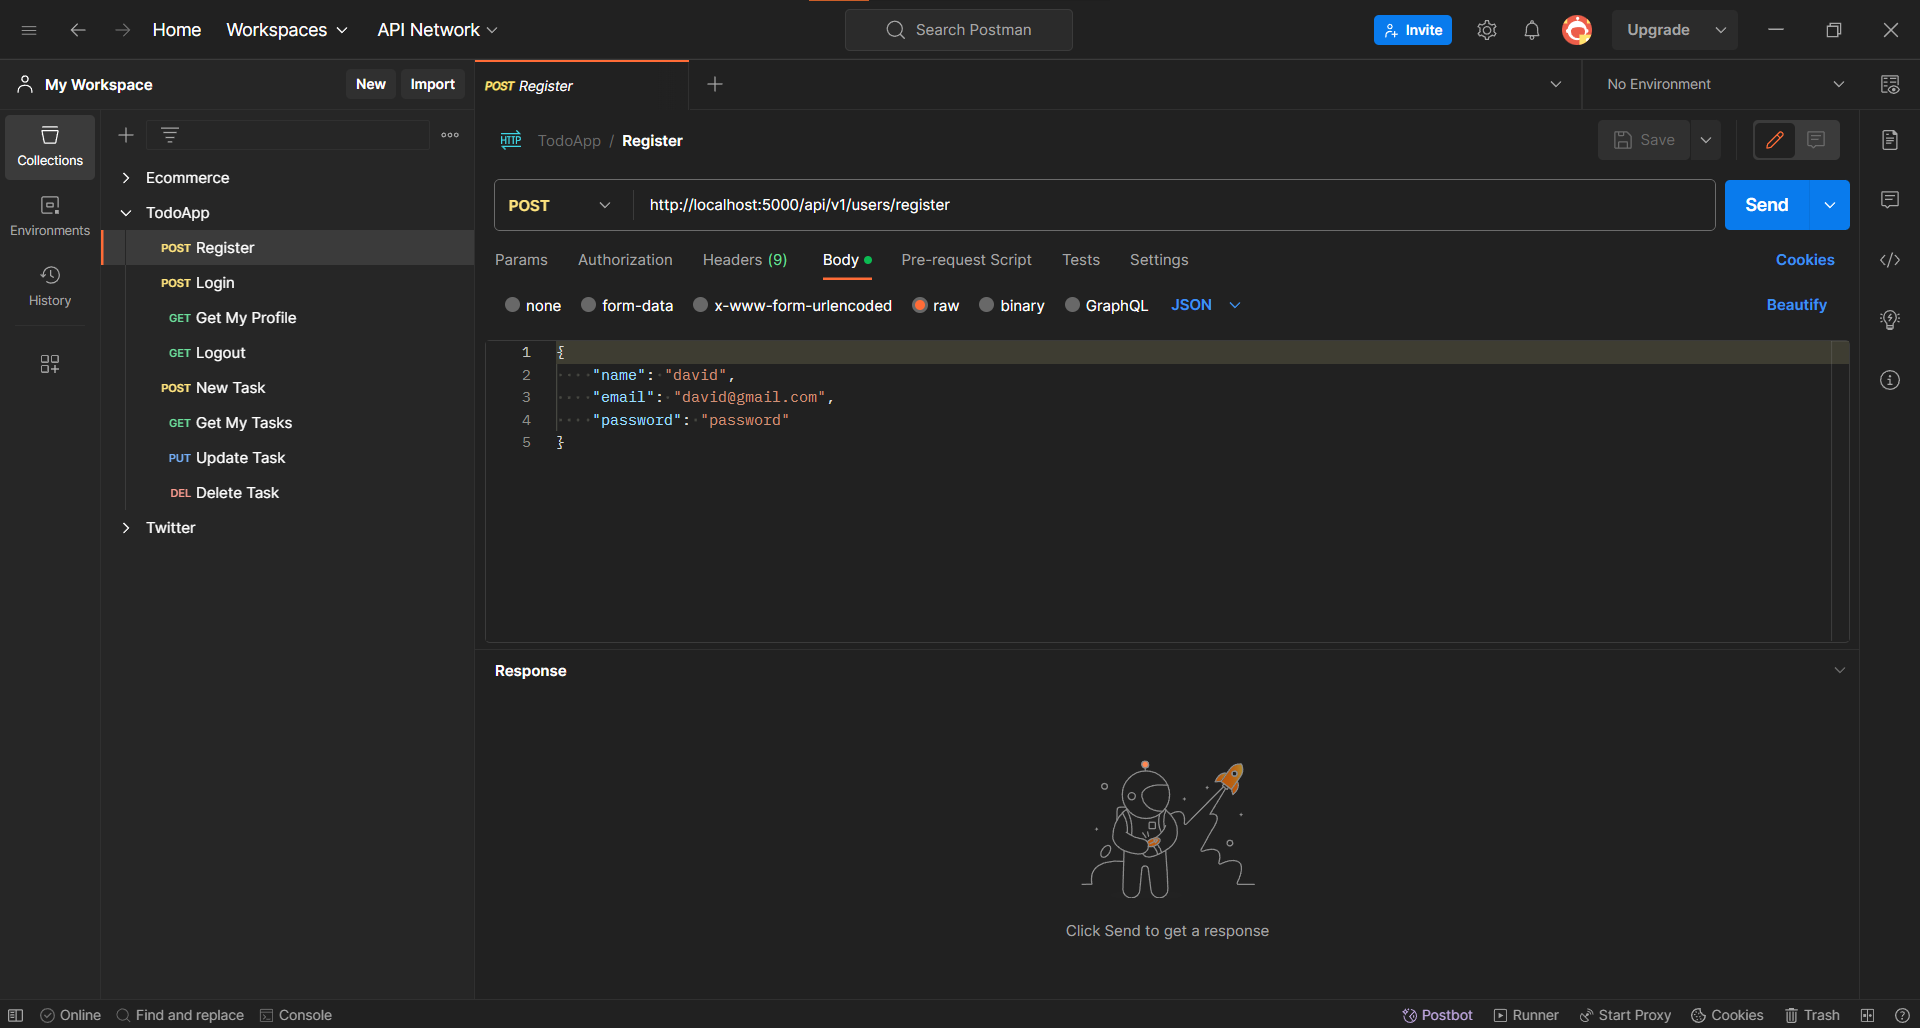 Home Workspaces API Network Search Postman Invite Upgrade
My Workspace New Import POST Register No Environment
Collections
Environments
History
Ecommerce
TodoApp
POST Register
POST Login
GET Get My Profile
GET Logout
POST New Task
GET Get My Tasks
PUT Update Task
DEL Delete Task
Twitter
HTTP TodoApp / Register Save
POST http://localhost:5000/api/v1/users/register Send
Params Authorization Headers (9) Body Pre-request Script Tests Settings Cookies
none form-data x-www-form-urlencoded raw binary GraphQL JSON Beautify
1 {
2 "name": "david",
3 "email": "david@gmail.com",
4 "password": "password"
5 }
Response
Click Send to get a response
Online Find and replace Console Postbot Runner Start Proxy Cookies Trash